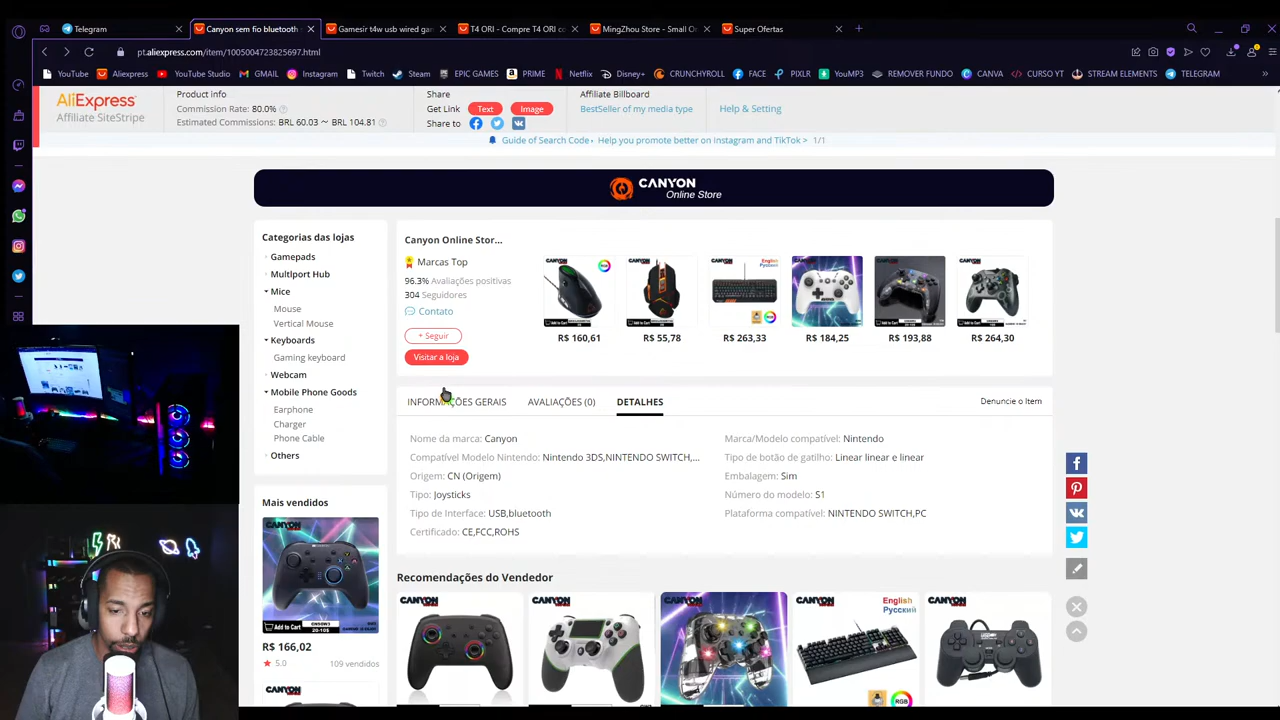 Telegram
Canyon sem fio bluetooth
Gamesir t4w usb wired gam
T4 ORI - Compre T4 ORI co
MingZhou Store - Small Or
Super Ofertas
pt.aliexpress.com/item/1005004723825697.html
YouTube
Aliexpress
YouTube Studio
GMAIL
Instagram
Twitch
Steam
EPIC GAMES
PRIME
Netflix
Disney+
CRUNCHYROLL
FACE
PIXLR
YouMP3
REMOVER FUNDO
CANVA
CURSO YT
STREAM ELEMENTS
TELEGRAM
AliExpress
Affiliate SiteStripe
Product info
Commission Rate: 80.0%
Estimated Commissions: BRL 60.03 ~ BRL 104.81
Share
Get Link Text Image
Share to
Affiliate Billboard
BestSeller of my media type
Help & Setting
Guide of Search Code Help you promote better on Instagram and TikTok > 1/1
CANYON
Online Store
Categorias das lojas
Gamepads
MultIport Hub
Mice
Mouse
Vertical Mouse
Keyboards
Gaming keyboard
Webcam
Mobile Phone Goods
Earphone
Charger
Phone Cable
Others
Canyon Online Stor...
Marcas Top
96.3% Avaliações positivas
304 Seguidores
Contato
+ Seguir
Visitar a loja
R$ 160,61
R$ 55,78
R$ 263,33
R$ 184,25
R$ 193,88
R$ 264,30
INFORMAÇÕES GERAIS
AVALIAÇÕES (0)
DETALHES
Denuncie o Item
Nome da marca: Canyon
Marca/Modelo compatível: Nintendo
Compatível Modelo Nintendo: Nintendo 3DS,NINTENDO SWITCH,...
Tipo de botão de gatilho: Linear linear e linear
Origem: CN (Origem)
Embalagem: Sim
Tipo: Joysticks
Número do modelo: S1
Tipo de Interface: USB,bluetooth
Plataforma compatível: NINTENDO SWITCH,PC
Certificado: CE,FCC,ROHS
Mais vendidos
CANYON
Add to Cart
R$ 166,02
5.0
109 vendidos
Recomendações do Vendedor
CANYON
CANYON
CANYON
English
Русский
CANYON